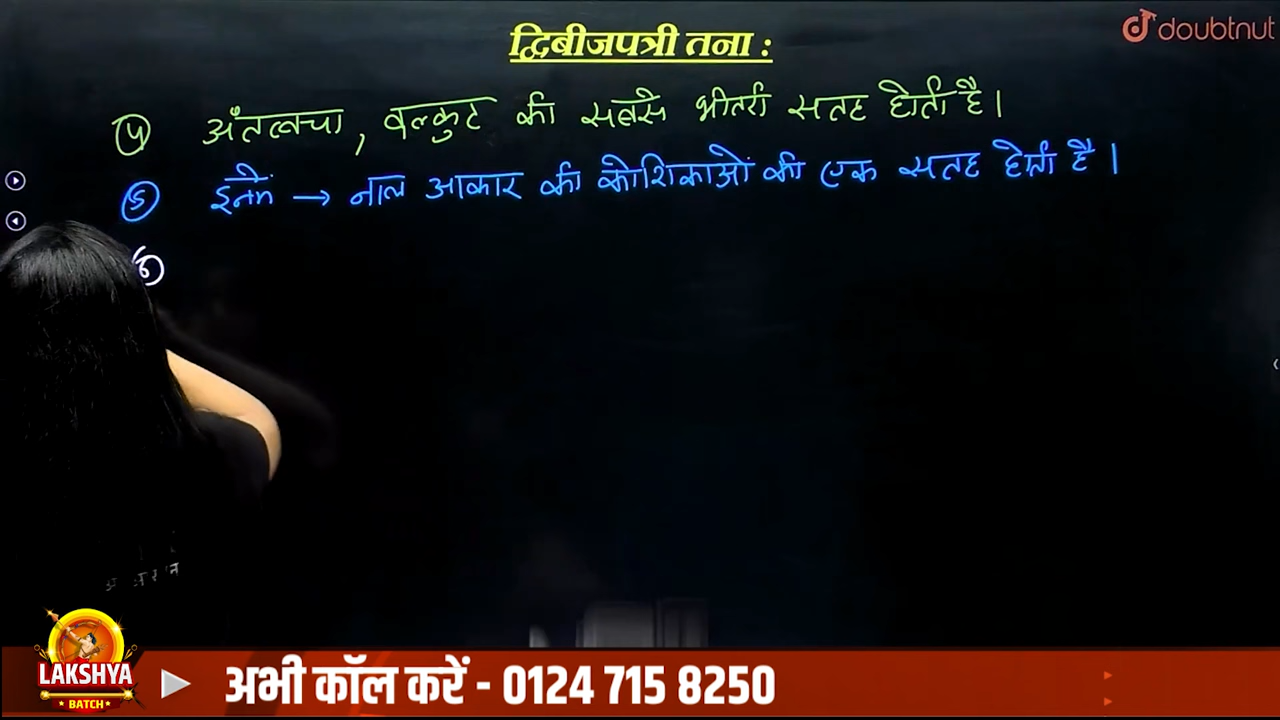 द्विबीजपत्री तना :
doubtnut
4 अंतत्वचा, वल्कुट की सबसे भीतरी सतह होती है।
5 इनमें → नाल आकार की कोशिकाओं की एक सतह होती है।
6
LAKSHYA
BATCH
अभी कॉल करें - 0124 715 8250